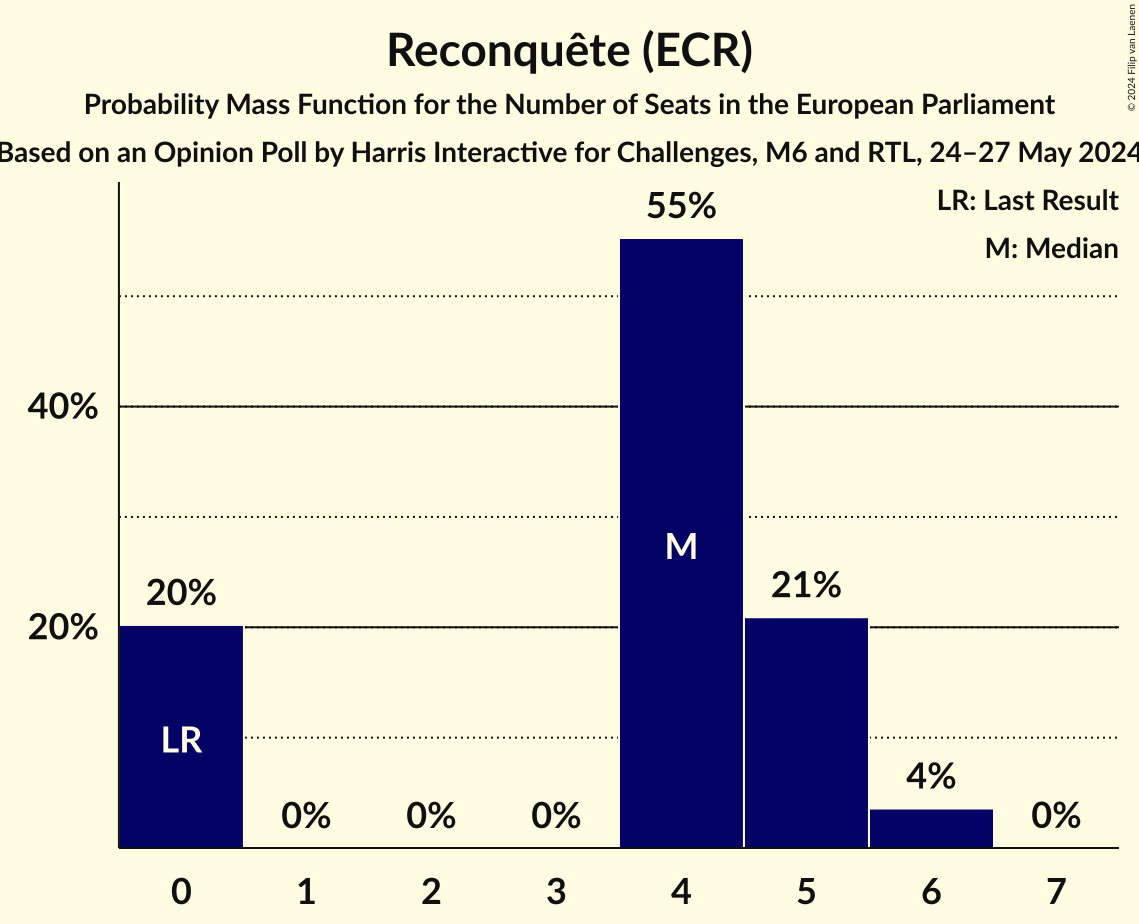 Reconquête (ECR)
Probability Mass Function for the Number of Seats in the European Parliament
Based on an Opinion Poll by Harris Interactive for Challenges, M6 and RTL, 24–27 May 2024
© 2024 Filip van Laenen
LR: Last Result
M: Median
55%
40%
M
20%
21%
20%
LR
4%
0%
0%
0%
0%
0 1 2 3 4 5 6 7